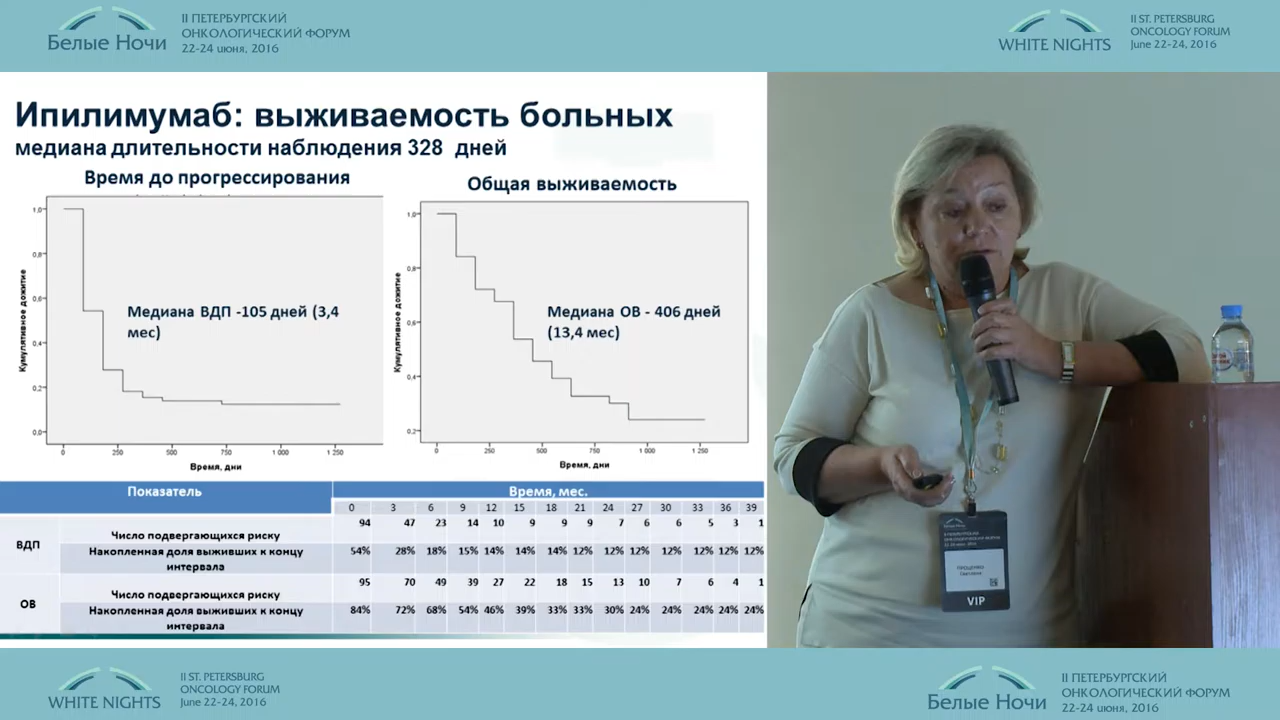 Белые Ночи
II ПЕТЕРБУРГСКИЙ
ОНКОЛОГИЧЕСКИЙ ФОРУМ
22-24 июня, 2016
WHITE NIGHTS
II ST. PETERSBURG
ONCOLOGY FORUM
June 22-24, 2016
Ипилимумаб: выживаемость больных
медиана длительности наблюдения 328 дней
Время до прогрессирования
Кумулятивное дожитие
1,0
0,8
0,6
0,4
0,2
0,0
Медиана ВДП -105 дней (3,4
мес)
0 250 500 750 1 000 1 250
Время, дни
Общая выживаемость
Кумулятивное дожитие
1,0
0,8
0,6
0,4
0,2
Медиана ОВ - 406 дней
(13,4 мес)
0 250 500 750 1 000 1 250
Время, дни
Показатель Время, мес.
0 3 6 9 12 15 18 21 24 27 30 33 36 39
ВДП
Число подвергающихся риску 94 47 23 14 10 9 9 9 7 6 6 5 3 1
Накопленная доля выживших к концу 54% 28% 18% 15% 14% 14% 14% 12% 12% 12% 12% 12% 12% 12%
интервала
ОВ
Число подвергающихся риску 95 70 49 39 27 22 18 15 13 10 7 6 4 1
Накопленная доля выживших к концу 84% 72% 68% 54% 46% 39% 33% 33% 30% 24% 24% 24% 24% 24%
интервала
VIP
WHITE NIGHTS
II ST. PETERSBURG
ONCOLOGY FORUM
June 22-24, 2016
Белые Ночи
II ПЕТЕРБУРГСКИЙ
ОНКОЛОГИЧЕСКИЙ ФОРУМ
22-24 июня, 2016